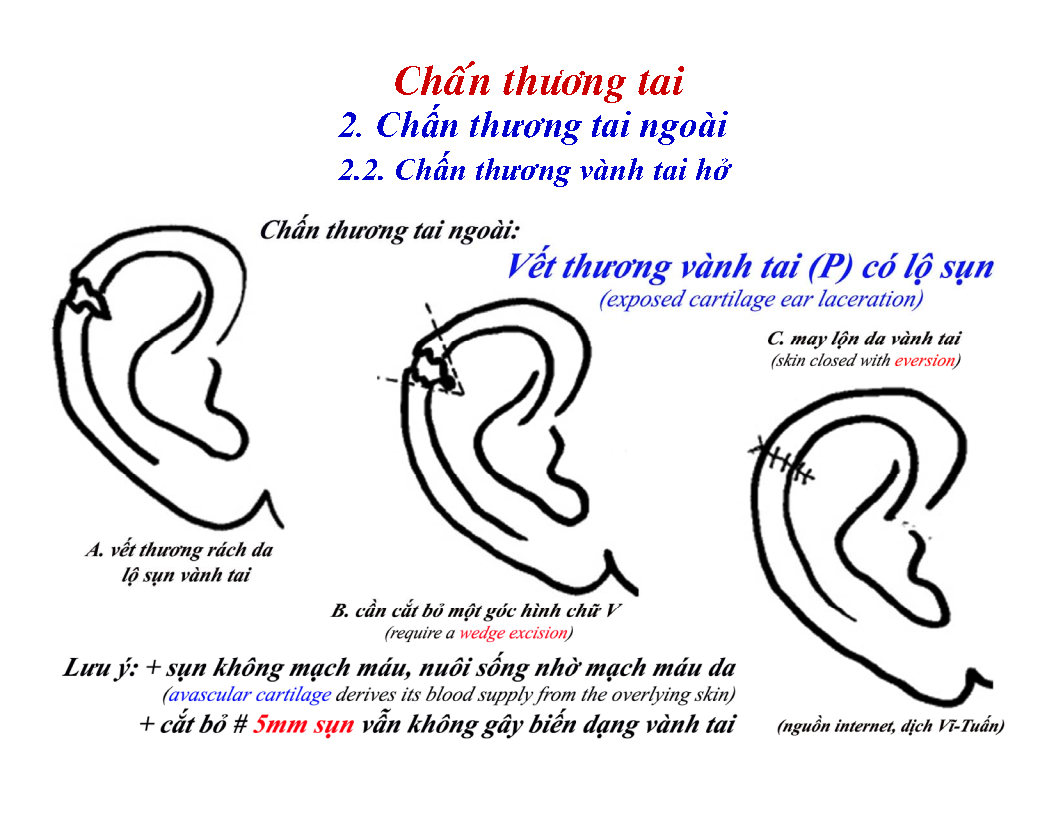 Chấn thương tai
2. Chấn thương tai ngoài
2.2. Chấn thương vành tai hở
Chấn thương tai ngoài:
Vết thương vành tai (P) có lộ sụn
(exposed cartilage ear laceration)
C. may lộn da vành tai
(skin closed with eversion)
A. vết thương rách da
lộ sụn vành tai
B. cần cắt bỏ một góc hình chữ V
(require a wedge excision)
Lưu ý: + sụn không mạch máu, nuôi sống nhờ mạch máu da
(avascular cartilage derives its blood supply from the overlying skin)
+ cắt bỏ # 5mm sụn vẫn không gây biến dạng vành tai
(nguồn internet, dịch Vĩ-Tuấn)